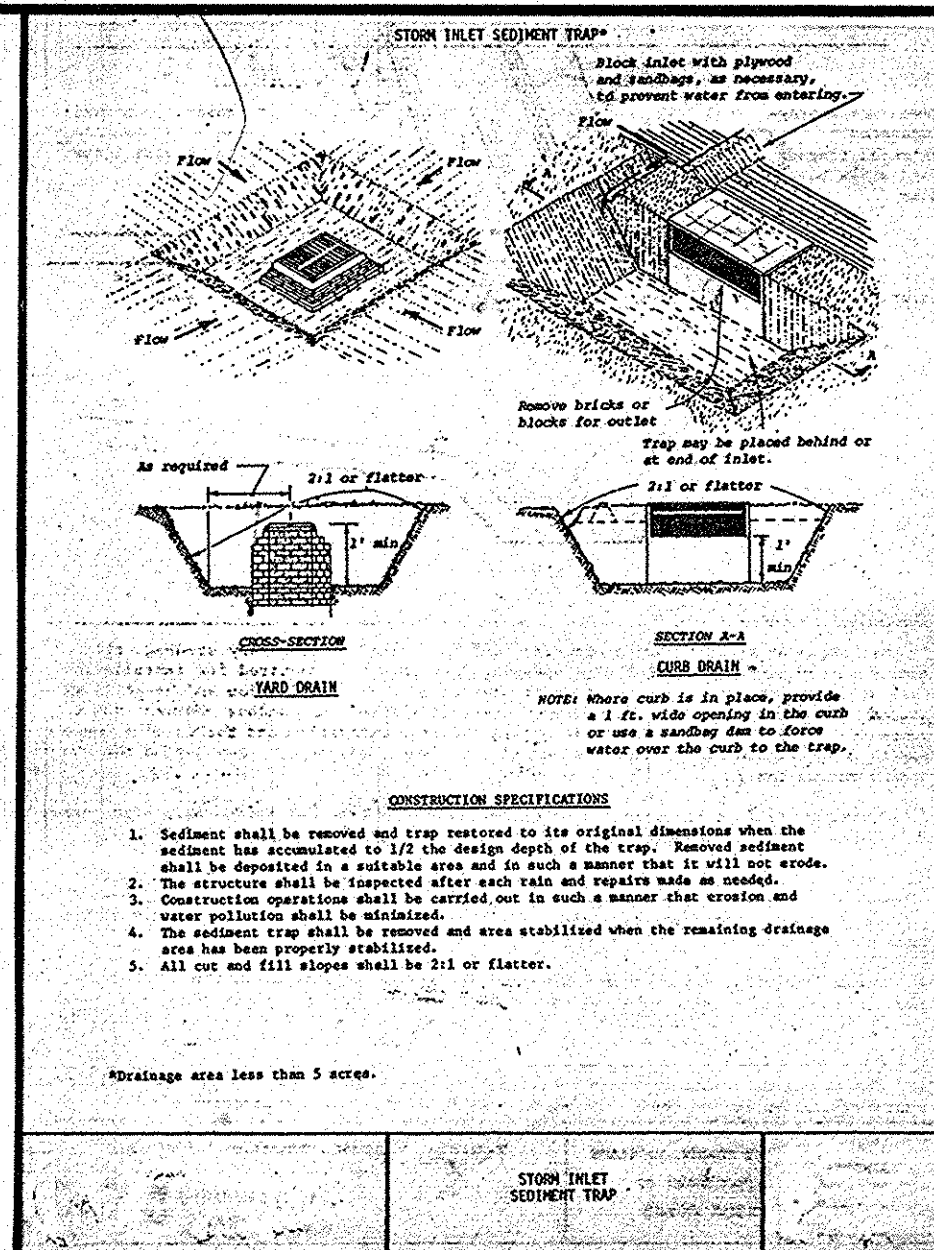 STORM INLET SEDIMENT TRAP*
Block inlet with plywood
and sandbags, as necessary,
to prevent water from entering.
Flow
Flow
Flow
A
Flow
Flow
A
Remove bricks or
blocks for outlet
Trap may be placed behind or
at end of inlet.
As required
2:1 or flatter
1' min
2:1 or flatter
1'
min
CROSS-SECTION
YARD DRAIN
SECTION A-A
CURB DRAIN
NOTE: Where curb is in place, provide
a 1 ft. wide opening in the curb
or use a sandbag dam to force
water over the curb to the trap.
CONSTRUCTION SPECIFICATIONS
1. Sediment shall be removed and trap restored to its original dimensions when the
sediment has accumulated to 1/2 the design depth of the trap. Removed sediment
shall be deposited in a suitable area and in such a manner that it will not erode.
2. The structure shall be inspected after each rain and repairs made as needed.
3. Construction operations shall be carried out in such a manner that erosion and
water pollution shall be minimized.
4. The sediment trap shall be removed and area stabilized when the remaining drainage
area has been properly stabilized.
5. All cut and fill slopes shall be 2:1 or flatter.
*Drainage area less than 5 acres.
STORM INLET
SEDIMENT TRAP